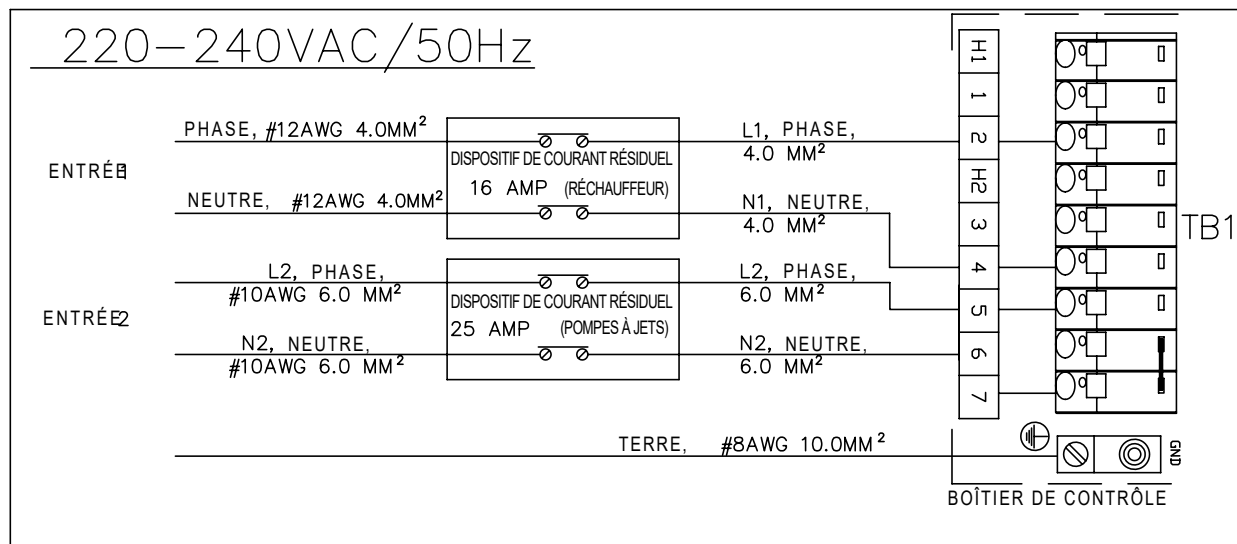 220-240VAC/50Hz
ENTRÉE1
PHASE, #12AWG 4.0MM²
NEUTRE, #12AWG 4.0MM²
DISPOSITIF DE COURANT RÉSIDUEL
16 AMP (RÉCHAUFFEUR)
L1, PHASE,
4.0 MM²
N1, NEUTRE,
4.0 MM²
ENTRÉE2
L2, PHASE,
#10AWG 6.0 MM²
N2, NEUTRE,
#10AWG 6.0 MM²
DISPOSITIF DE COURANT RÉSIDUEL
25 AMP (POMPES À JETS)
L2, PHASE,
6.0 MM²
N2, NEUTRE,
6.0 MM²
TERRE, #8AWG 10.0MM²
H1
1
2
H2
3
4
5
6
7
TB1
GND
BOÎTIER DE CONTRÔLE